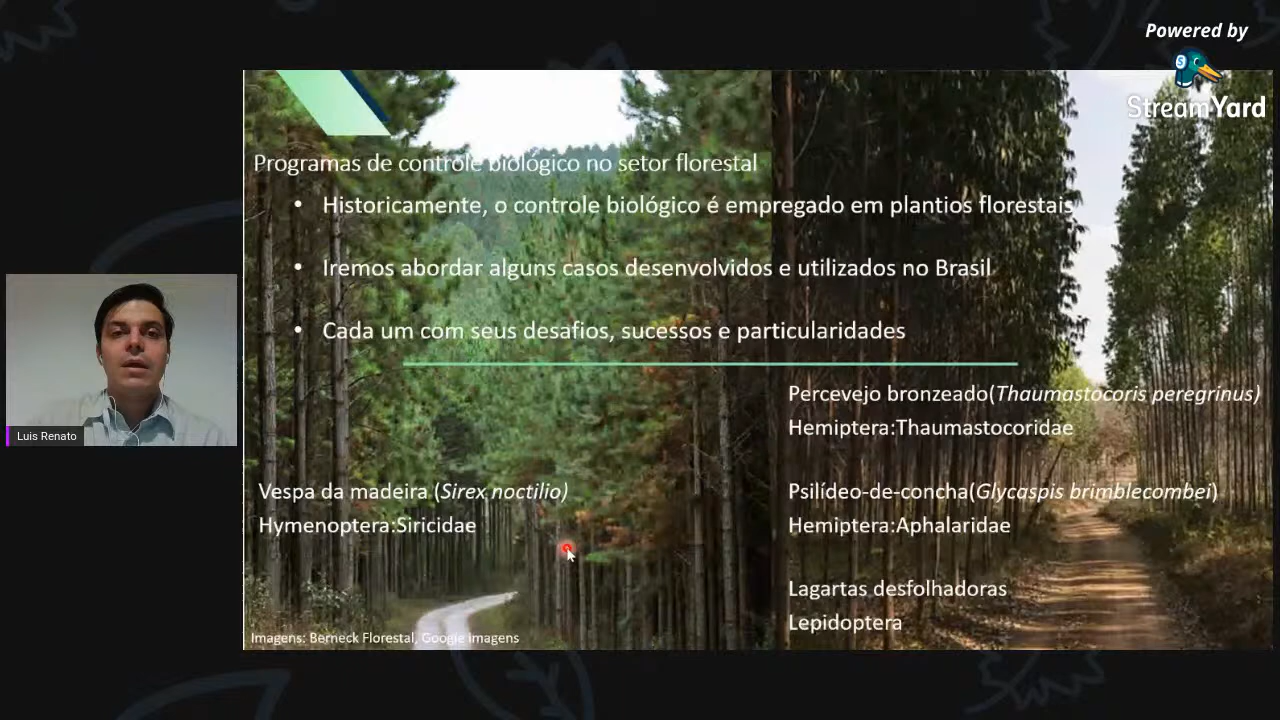 Powered by
StreamYard
Programas de controle biológico no setor florestal
• Historicamente, o controle biológico é empregado em plantios florestais
• Iremos abordar alguns casos desenvolvidos e utilizados no Brasil
• Cada um com seus desafios, sucessos e particularidades
Vespa da madeira (Sirex noctilio)
Hymenoptera:Siricidae
Percevejo bronzeado(Thaumastocoris peregrinus)
Hemiptera:Thaumastocoridae
Psilídeo-de-concha(Glycaspis brimblecombei)
Hemiptera:Aphalaridae
Lagartas desfolhadoras
Lepidoptera
Imagens: Berneck Florestal, Google Imagens
Luis Renato